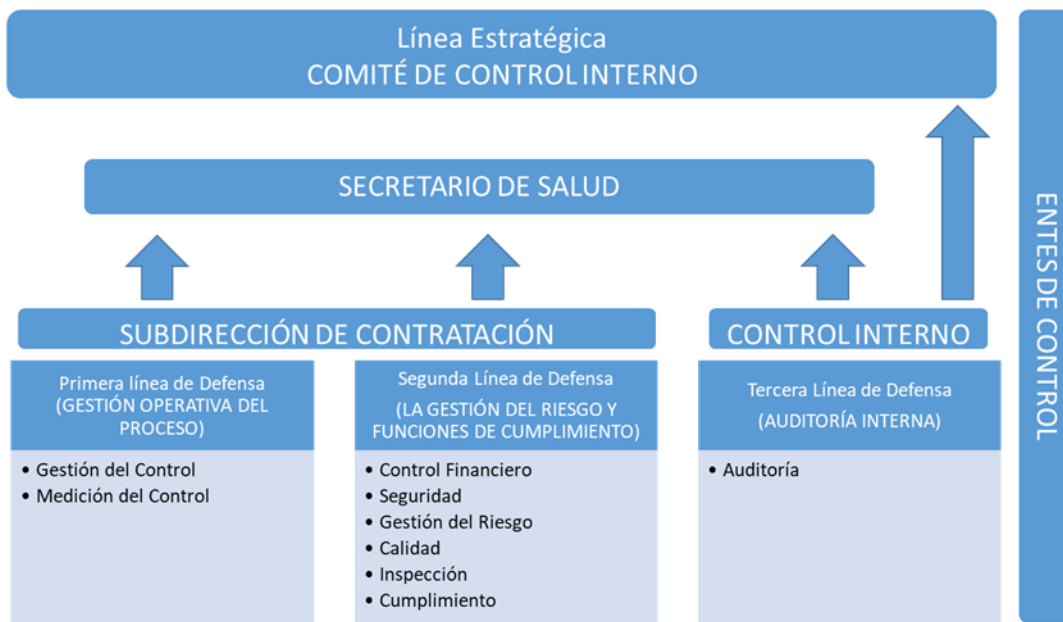 Línea Estratégica
COMITÉ DE CONTROL INTERNO
SECRETARIO DE SALUD
SUBDIRECCIÓN DE CONTRATACIÓN
CONTROL INTERNO
Primera línea de Defensa
(GESTIÓN OPERATIVA DEL
PROCESO)
• Gestión del Control
• Medición del Control
Segunda Línea de Defensa
(LA GESTIÓN DEL RIESGO Y
FUNCIONES DE CUMPLIMIENTO)
• Control Financiero
• Seguridad
• Gestión del Riesgo
• Calidad
• Inspección
• Cumplimiento
Tercera Línea de Defensa
(AUDITORÍA INTERNA)
• Auditoría
ENTES DE CONTROL